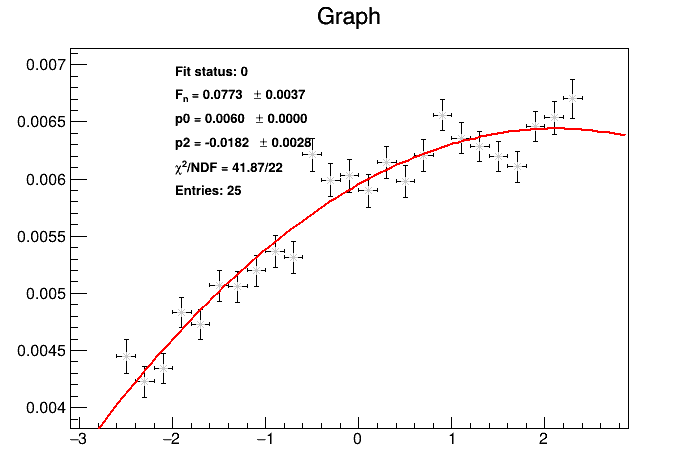 Graph
0.007
0.0065
0.006
0.0055
0.005
0.0045
0.004
Fit status: 0
Fn = 0.0773 ± 0.0037
p0 = 0.0060 ± 0.0000
p2 = -0.0182 ± 0.0028
χ²/NDF = 41.87/22
Entries: 25
−3 −2 −1 0 1 2